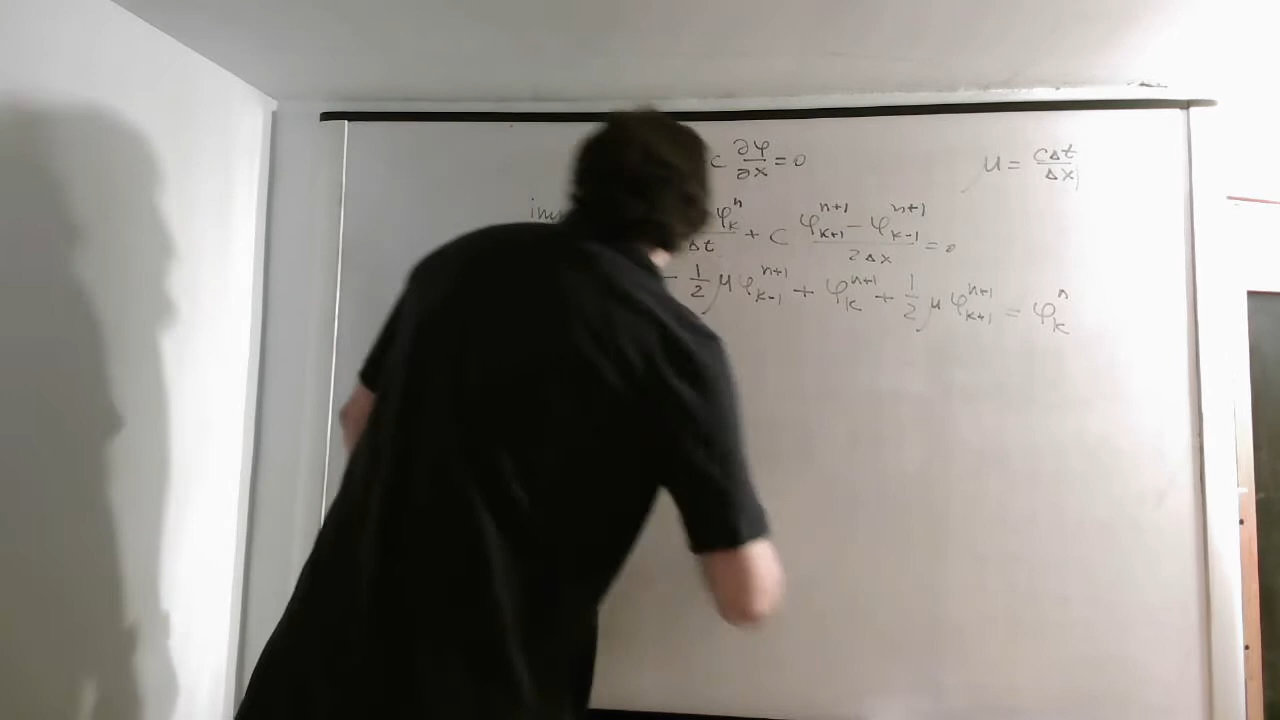 c ∂φ/∂x = 0    μ = cΔt/Δx
φ_k^n / Δt + c (φ_{k+1}^{n+1} - φ_{k-1}^{n+1}) / 2Δx = 0
- 1/2 μ φ_{k-1}^{n+1} + φ_k^{n+1} + 1/2 μ φ_{k+1}^{n+1} = φ_k^n